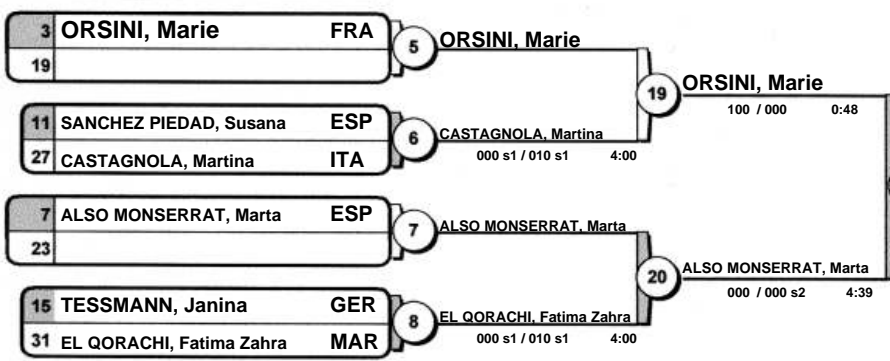 3 ORSINI, Marie FRA
19
5 ORSINI, Marie
11 SANCHEZ PIEDAD, Susana ESP
27 CASTAGNOLA, Martina ITA
6 CASTAGNOLA, Martina
000 s1 / 010 s1 4:00
19 ORSINI, Marie
100 / 000 0:48
7 ALSO MONSERRAT, Marta ESP
23
7 ALSO MONSERRAT, Marta
15 TESSMANN, Janina GER
31 EL QORACHI, Fatima Zahra MAR
8 EL QORACHI, Fatima Zahra
000 s1 / 010 s1 4:00
20 ALSO MONSERRAT, Marta
000 / 000 s2 4:39